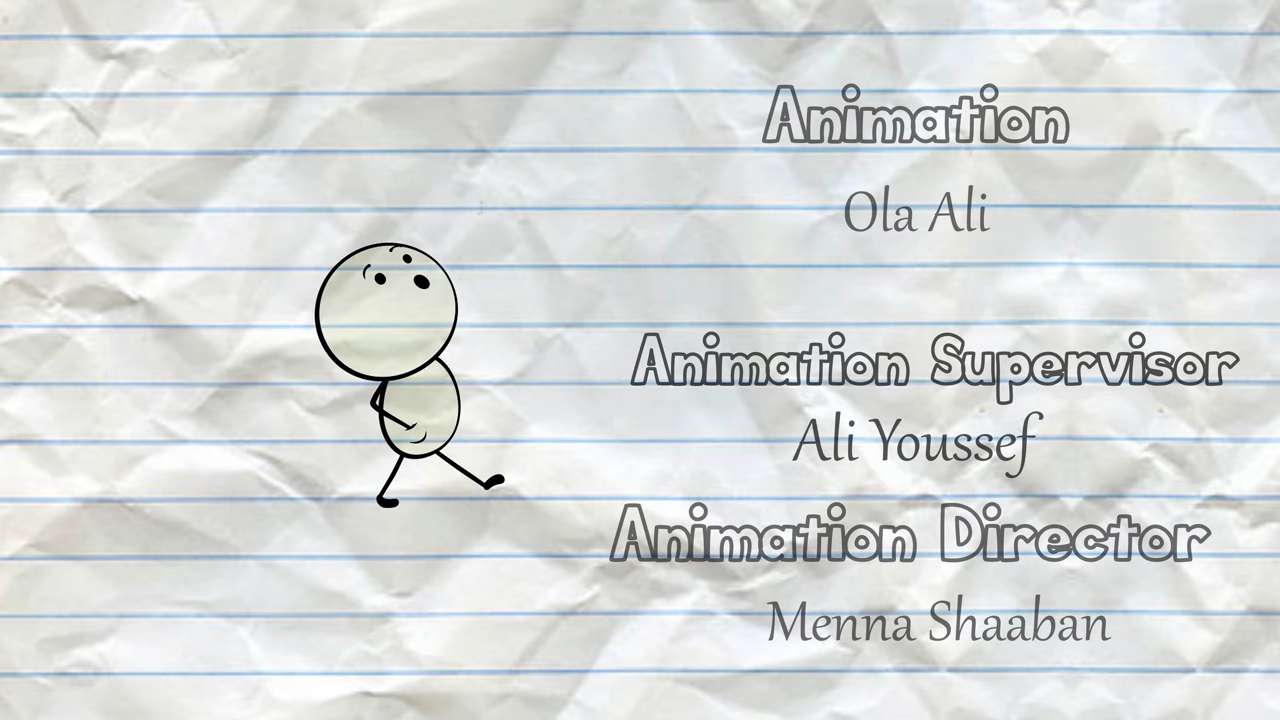 Animation
Ola Ali
Animation Supervisor
Ali Youssef
Animation Director
Menna Shaaban